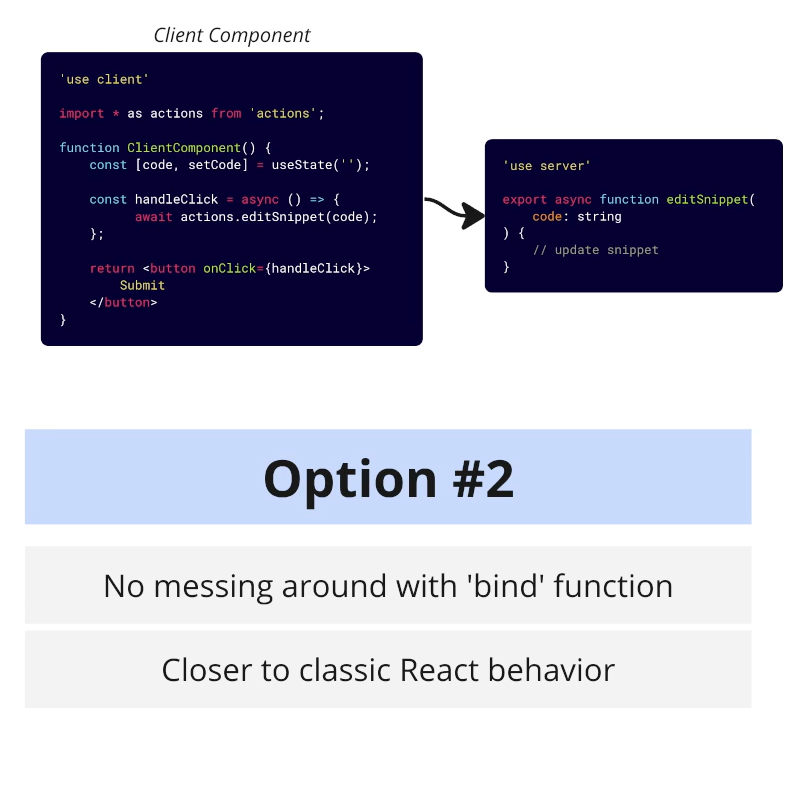 Client Component
'use client'
import * as actions from 'actions';
function ClientComponent() {
    const [code, setCode] = useState('');
    const handleClick = async () => {
          await actions.editSnippet(code);
    };
    return <button onClick={handleClick}>
        Submit
    </button>
}
'use server'
export async function editSnippet(
    code: string
) {
    // update snippet
}
Option #2
No messing around with 'bind' function
Closer to classic React behavior